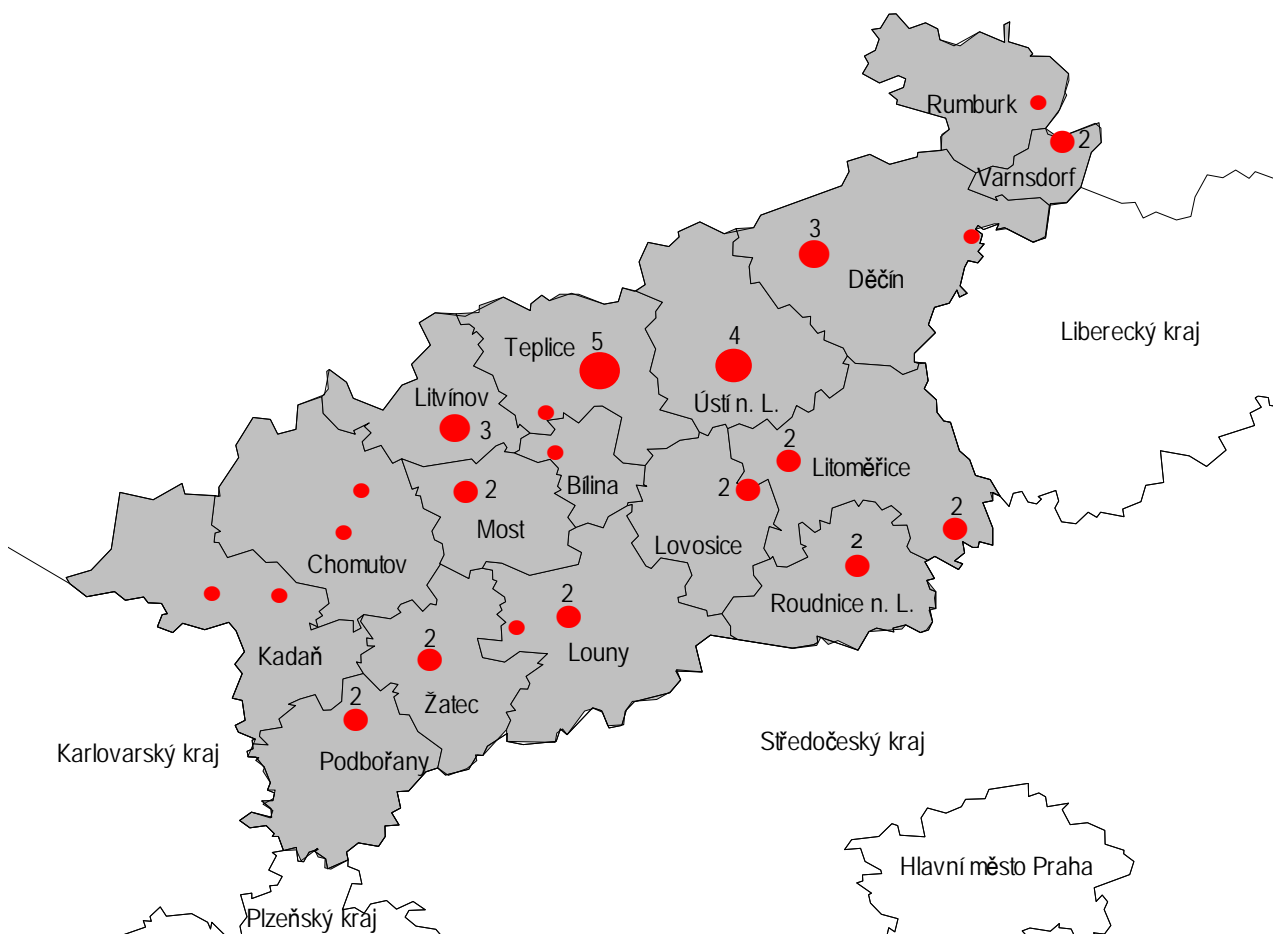 Rumburk
2
Varnsdorf
3
Děčín
Liberecký kraj
Teplice
5
4
Ústí n. L.
Litvínov
3
2
Litoměřice
2
Bílina
2
Most
2
Lovosice
2
Roudnice n. L.
Chomutov
2
Louny
Kadaň
2
Žatec
2
Podbořany
Karlovarský kraj
Středočeský kraj
Hlavní město Praha
Plzeňský kraj